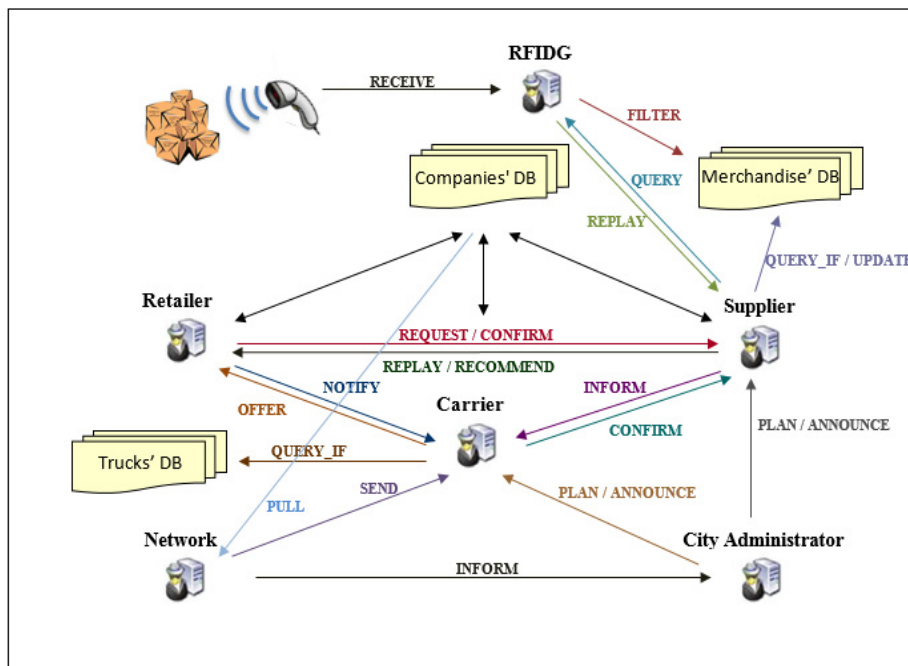 RFIDG
RECEIVE
FILTER
Companies' DB
QUERY
Merchandise’ DB
REPLAY
QUERY_IF / UPDATE
Retailer
Supplier
REQUEST / CONFIRM
REPLAY / RECOMMEND
NOTIFY
INFORM
OFFER
Carrier
CONFIRM
PLAN / ANNOUNCE
QUERY_IF
Trucks’ DB
SEND
PLAN / ANNOUNCE
PULL
Network
City Administrator
INFORM